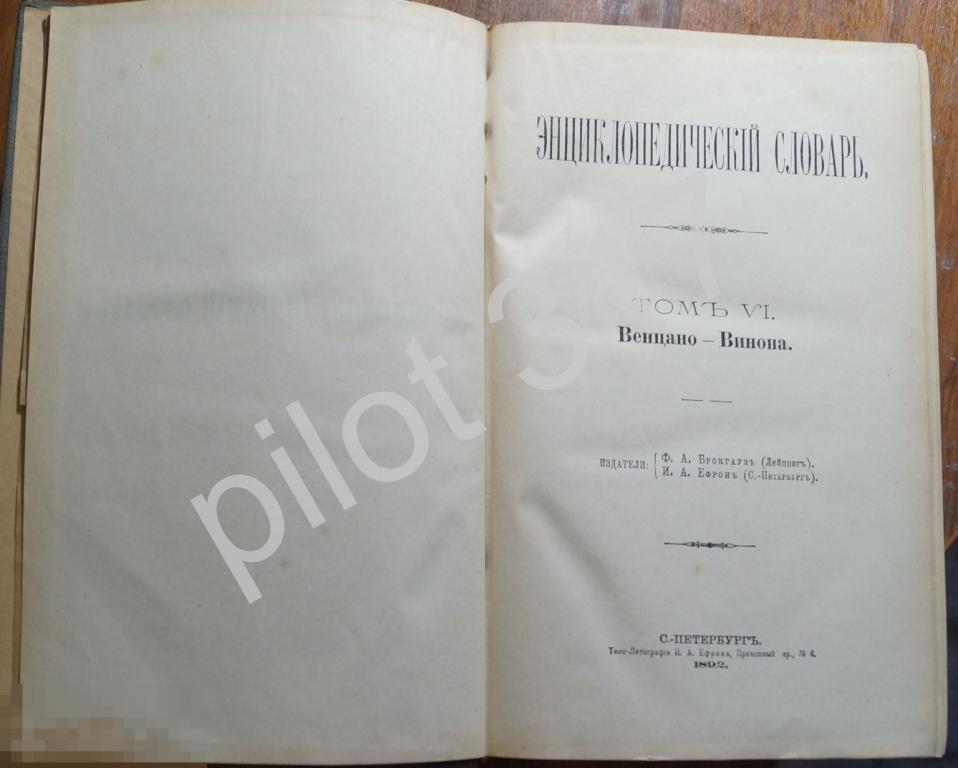 ЭНЦИКЛОПЕДИЧЕСКІЙ СЛОВАРЬ.
ТОМЪ VI.
Венцано — Винона.
ИЗДАТЕЛИ: { Ф. А. Брокгаузъ (Лейпцигъ).
И. А. Ефронъ (С.-Петербургъ).
С.-ПЕТЕРБУРГЪ.
Типо-Литографія И. А. Ефрона, Прачешный пер., № 6.
1892.
pilot 317